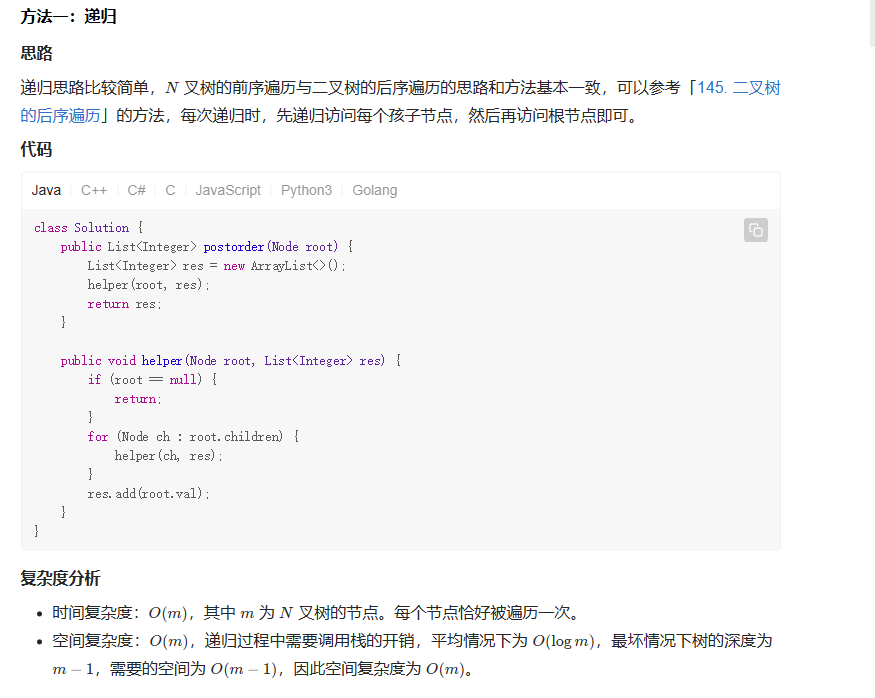 方法一：递归
思路
递归思路比较简单，N 叉树的前序遍历与二叉树的后序遍历的思路和方法基本一致，可以参考「145. 二叉树
的后序遍历」的方法，每次递归时，先递归访问每个孩子节点，然后再访问根节点即可。
代码
Java C++ C# C JavaScript Python3 Golang
class Solution {
    public List<Integer> postorder(Node root) {
        List<Integer> res = new ArrayList<>();
        helper(root, res);
        return res;
    }

    public void helper(Node root, List<Integer> res) {
        if (root == null) {
            return;
        }
        for (Node ch : root.children) {
            helper(ch, res);
        }
        res.add(root.val);
    }
}
复杂度分析
• 时间复杂度：O(m)，其中 m 为 N 叉树的节点。每个节点恰好被遍历一次。
• 空间复杂度：O(m)，递归过程中需要调用栈的开销，平均情况下为 O(log m)，最坏情况下树的深度为
m − 1，需要的空间为 O(m − 1)，因此空间复杂度为 O(m)。